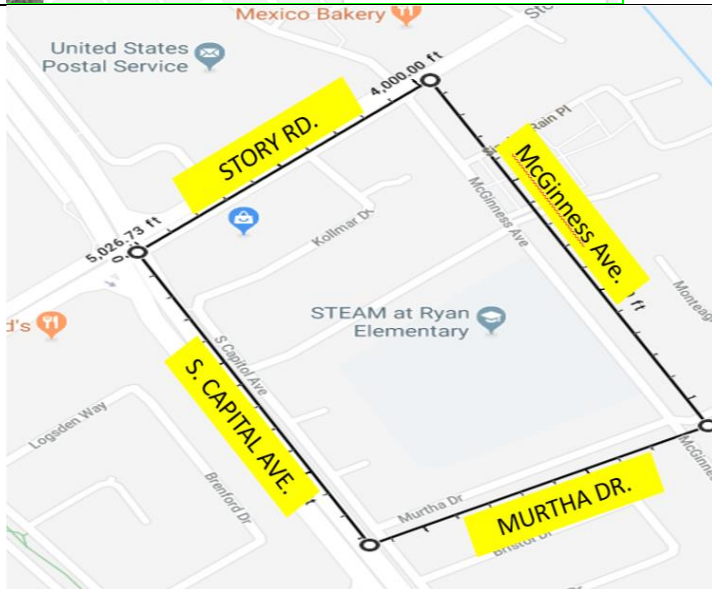 Mexico Bakery
United States
Postal Service
4,000.00 ft
STORY RD.
Rain Pl
McGinness Ave.
McGinness Ave
Kollmar Dr
5,026.73 ft
STEAM at Ryan
Elementary
S Capitol Ave
S. CAPITAL AVE.
ft
Logsden Way
Brenford Dr
Murtha Dr
MURTHA DR.
Bristol Dr